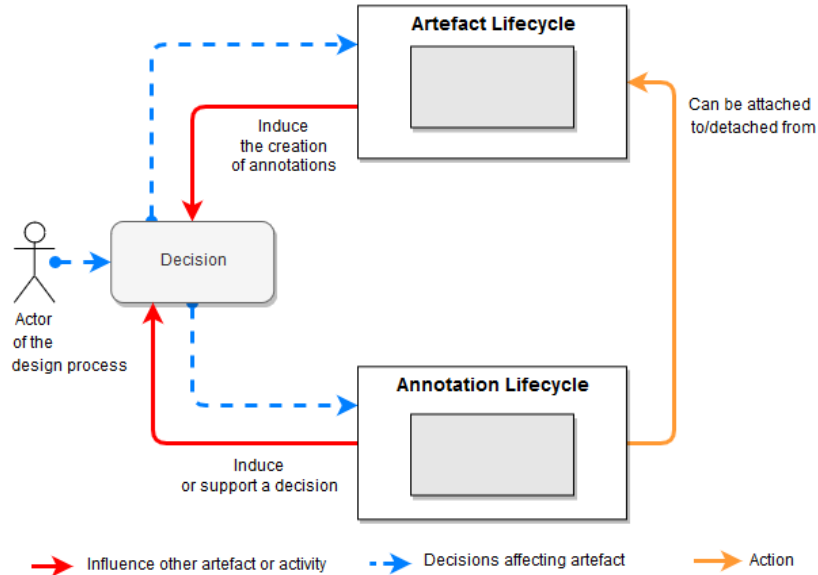 Artefact Lifecycle
Can be attached
to/detached from
Induce
the creation
of annotations
Decision
Actor
of the
design process
Annotation Lifecycle
Induce
or support a decision
Influence other artefact or activity
Decisions affecting artefact
Action